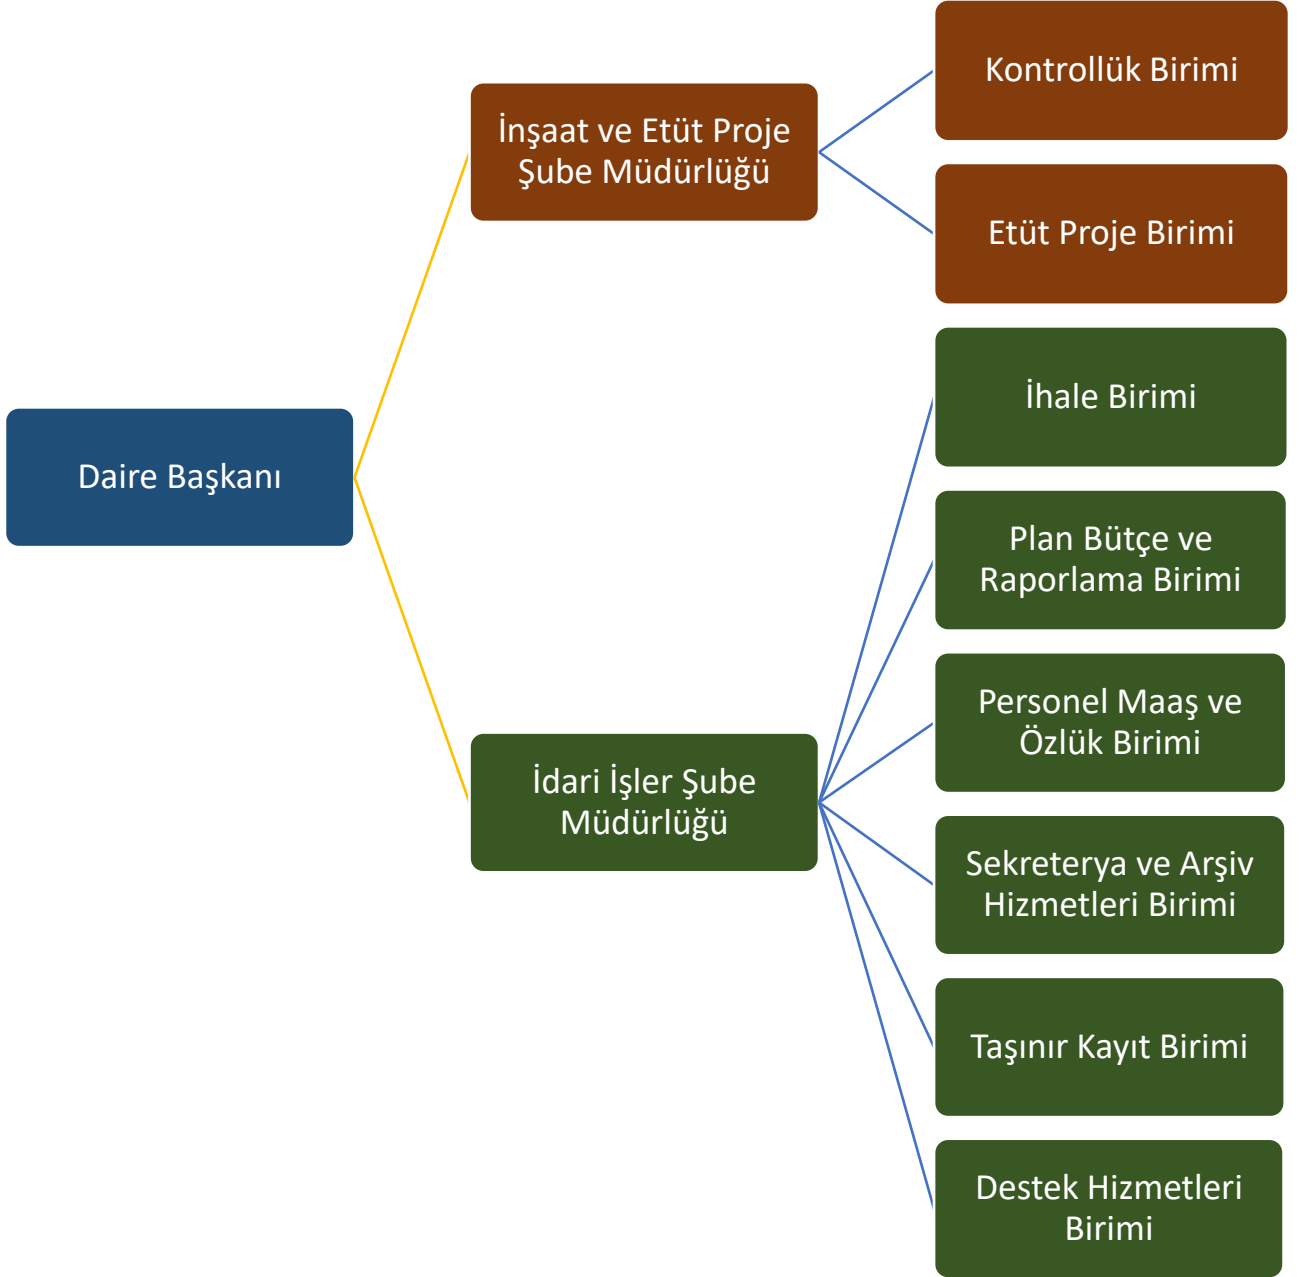 Kontrollük Birimi
İnşaat ve Etüt Proje
Şube Müdürlüğü
Etüt Proje Birimi
İhale Birimi
Daire Başkanı
Plan Bütçe ve
Raporlama Birimi
Personel Maaş ve
Özlük Birimi
İdari İşler Şube
Müdürlüğü
Sekreterya ve Arşiv
Hizmetleri Birimi
Taşınır Kayıt Birimi
Destek Hizmetleri
Birimi